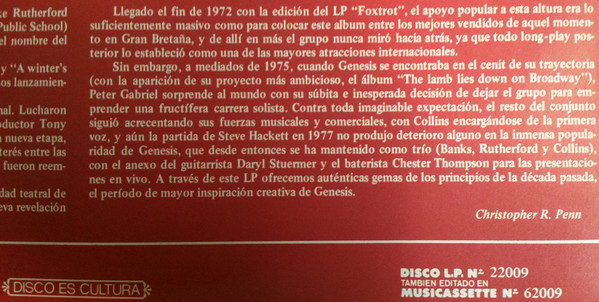 ke Rutherford
Public School)
el nombre del
y "A winter's
os lanzamien-
nal. Lucharon
ductor Tony
a nueva etapa,
terés entre las
fueron reem-
idad teatral de
eva revelación
Llegado el fin de 1972 con la edición del LP "Foxtrot", el apoyo popular a esta altura era lo
suficientemente masivo como para colocar este album entre los mejores vendidos de aquel momen-
to en Gran Bretaña, y de allí en más el grupo nunca miró hacia atrás, ya que todo long-play pos-
terior lo estableció como una de las mayores atracciones internacionales.
Sin embargo, a mediados de 1975, cuando Genesis se encontraba en el cenit de su trayectoria
(con la aparición de su proyecto más ambicioso, el álbum "The lamb lies down on Broadway"),
Peter Gabriel sorprende al mundo con su súbita e inesperada decisión de dejar el grupo para em-
prender una fructífera carrera solista. Contra toda imaginable expectación, el resto del conjunto
siguió acrecentando sus fuerzas musicales y comerciales, con Collins encargándose de la primera
voz, y aún la partida de Steve Hackett en 1977 no produjo deterioro alguno en la inmensa popula-
ridad de Genesis, que desde entonces se ha mantenido como trío (Banks, Rutherford y Collins),
con el anexo del guitarrista Daryl Stuermer y el baterista Chester Thompson para las presentacio-
nes en vivo. A través de este LP ofrecemos auténticas gemas de los principios de la década pasada,
el período de mayor inspiración creativa de Genesis.
Christopher R. Penn
DISCO ES CULTURA
DISCO L.P. Nº 22009
TAMBIEN EDITADO EN
MUSICASSETTE Nº 62009